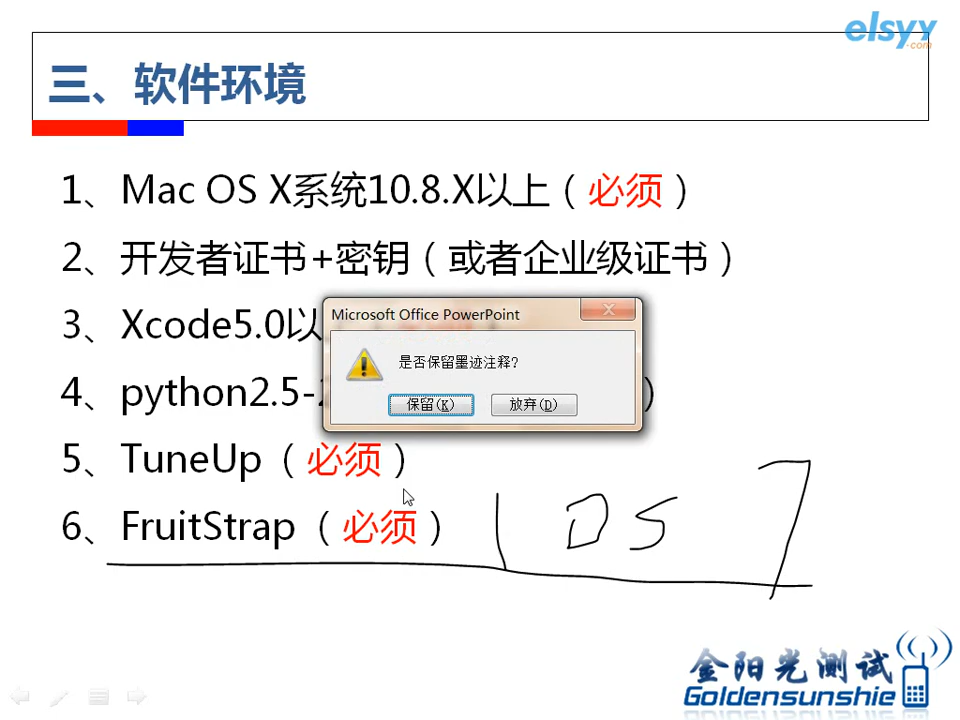 elsyy
.com
三、软件环境
1、Mac OS X系统10.8.X以上（必须）
2、开发者证书+密钥（或者企业级证书）
3、Xcode5.0以
Microsoft Office PowerPoint
是否保留墨迹注释？
4、python2.5-
）
保留(K)
放弃(D)
5、TuneUp（必须）
6、FruitStrap（必须）
IOS 7
金阳光测试
Goldensunshie